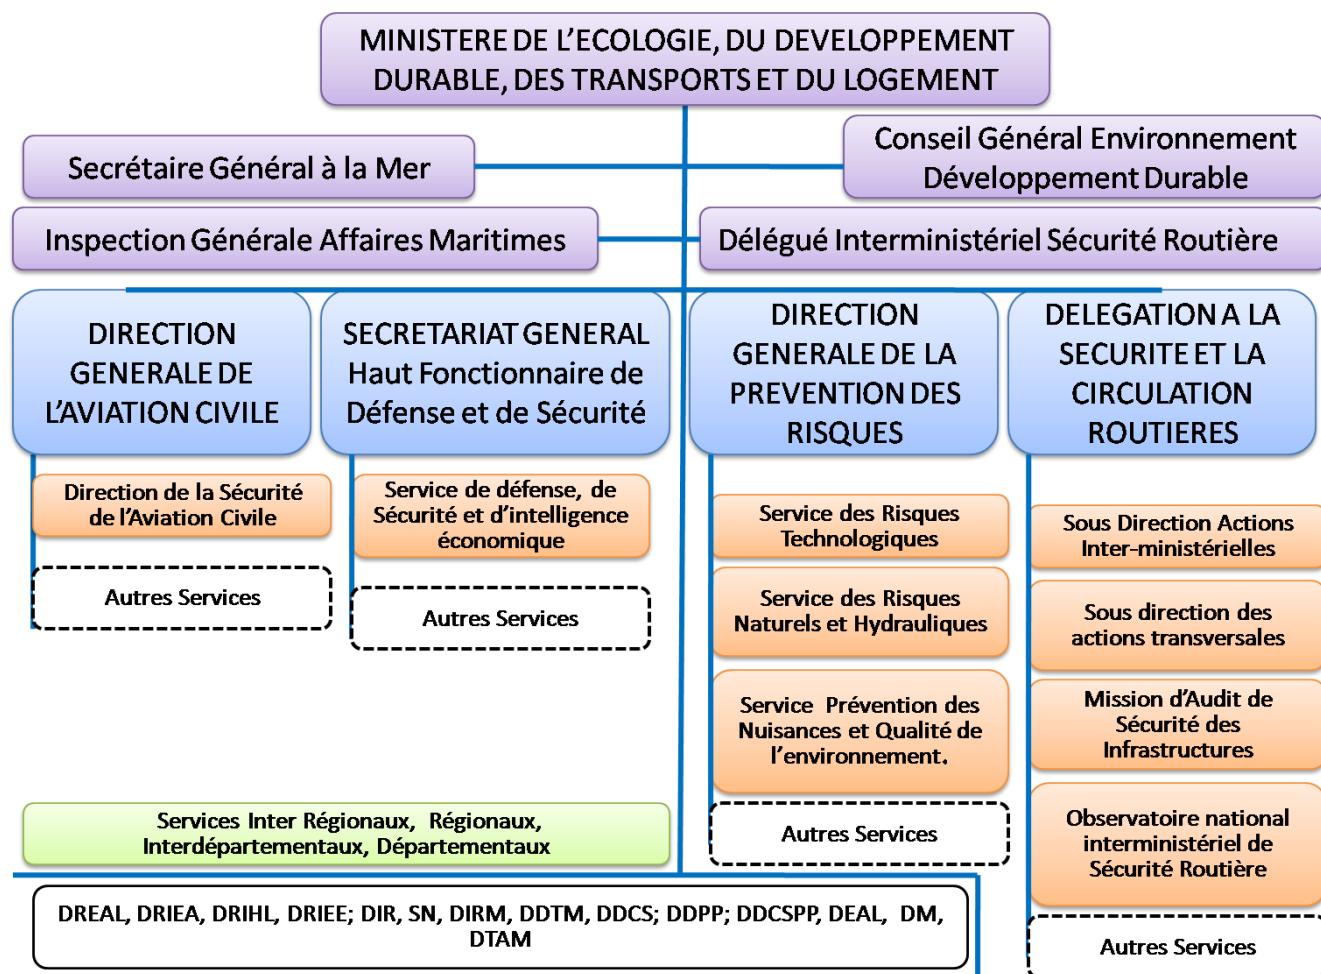 MINISTERE DE L'ECOLOGIE, DU DEVELOPPEMENT
DURABLE, DES TRANSPORTS ET DU LOGEMENT
Secrétaire Général à la Mer
Conseil Général Environnement
Développement Durable
Inspection Générale Affaires Maritimes
Délégué Interministériel Sécurité Routière
DIRECTION
GENERALE DE
L'AVIATION CIVILE
SECRETARIAT GENERAL
Haut Fonctionnaire de
Défense et de Sécurité
DIRECTION
GENERALE DE LA
PREVENTION DES
RISQUES
DELEGATION A LA
SECURITE ET LA
CIRCULATION
ROUTIERES
Direction de la Sécurité
de l'Aviation Civile
Autres Services
Service de défense, de
Sécurité et d'intelligence
économique
Autres Services
Service des Risques
Technologiques
Service des Risques
Naturels et Hydrauliques
Service Prévention des
Nuisances et Qualité de
l'environnement.
Autres Services
Sous Direction Actions
Inter-ministérielles
Sous direction des
actions transversales
Mission d'Audit de
Sécurité des
Infrastructures
Observatoire national
interministériel de
Sécurité Routière
Autres Services
Services Inter Régionaux, Régionaux,
Interdépartementaux, Départementaux
DREAL, DRIEA, DRIHL, DRIEE; DIR, SN, DIRM, DDTM, DDCS; DDPP; DDCSPP, DEAL, DM,
DTAM